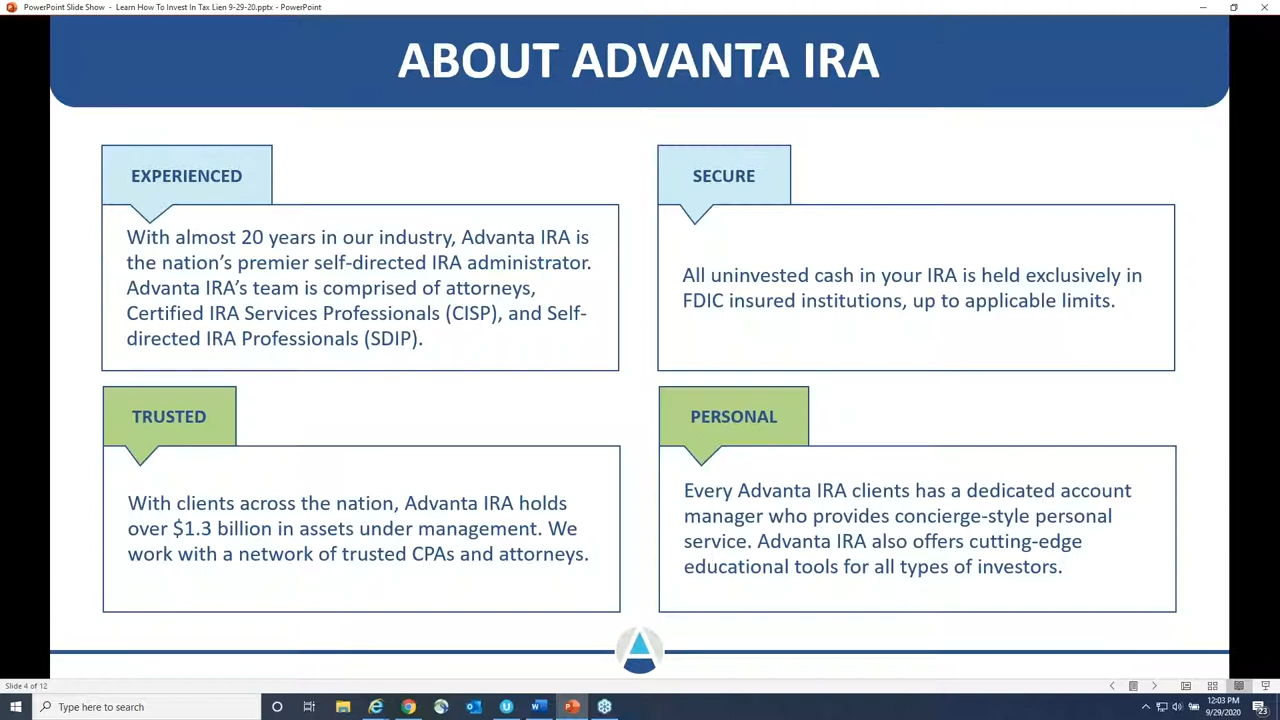 PowerPoint Slide Show - Learn How To Invest In Tax Lien 9-29-20.pptx - PowerPoint
ABOUT ADVANTA IRA
EXPERIENCED
With almost 20 years in our industry, Advanta IRA is
the nation's premier self-directed IRA administrator.
Advanta IRA's team is comprised of attorneys,
Certified IRA Services Professionals (CISP), and Self-
directed IRA Professionals (SDIP).
SECURE
All uninvested cash in your IRA is held exclusively in
FDIC insured institutions, up to applicable limits.
TRUSTED
With clients across the nation, Advanta IRA holds
over $1.3 billion in assets under management. We
work with a network of trusted CPAs and attorneys.
PERSONAL
Every Advanta IRA clients has a dedicated account
manager who provides concierge-style personal
service. Advanta IRA also offers cutting-edge
educational tools for all types of investors.
Slide 4 of 12
Type here to search
12:03 PM
9/29/2020
23